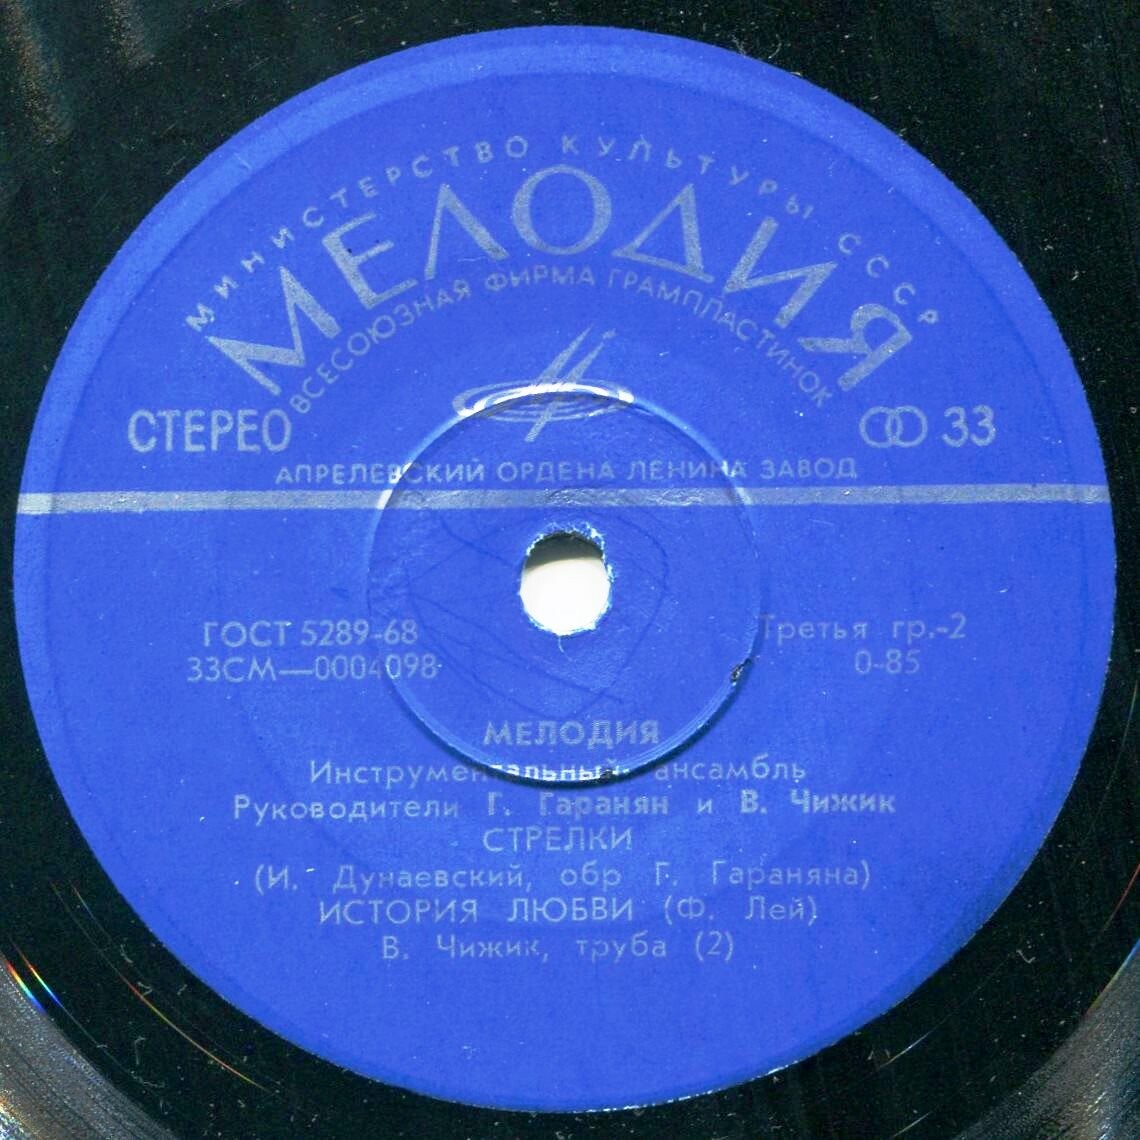 МИНИСТЕРСТВО КУЛЬТУРЫ СССР
МЕЛОДИЯ
ВСЕСОЮЗНАЯ ФИРМА ГРАМПЛАСТИНОК
СТЕРЕО
33
АПРЕЛЕВСКИЙ ОРДЕНА ЛЕНИНА ЗАВОД
ГОСТ 5289-68
Третья гр.-2
33СМ—0004098
0-85
МЕЛОДИЯ
Инструментальный ансамбль
Руководители Г. Гаранян и В. Чижик
СТРЕЛКИ
(И. Дунаевский, обр Г. Гараняна)
ИСТОРИЯ ЛЮБВИ (Ф. Лей)
В. Чижик, труба (2)